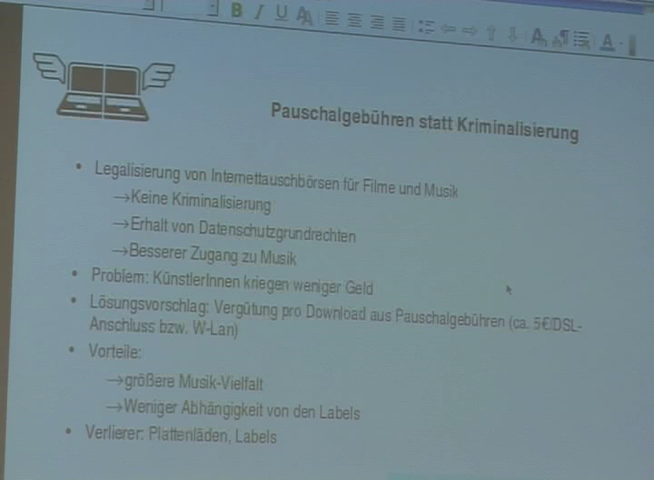 B I U A
Pauschalgebühren statt Kriminalisierung
• Legalisierung von Internettauschbörsen für Filme und Musik
→Keine Kriminalisierung
→Erhalt von Datenschutzgrundrechten
→Besserer Zugang zu Musik
• Problem: KünstlerInnen kriegen weniger Geld
• Lösungsvorschlag: Vergütung pro Download aus Pauschalgebühren (ca. 5€/DSL-
Anschluss bzw. W-Lan)
• Vorteile:
→größere Musik-Vielfalt
→Weniger Abhängigkeit von den Labels
• Verlierer: Plattenläden, Labels